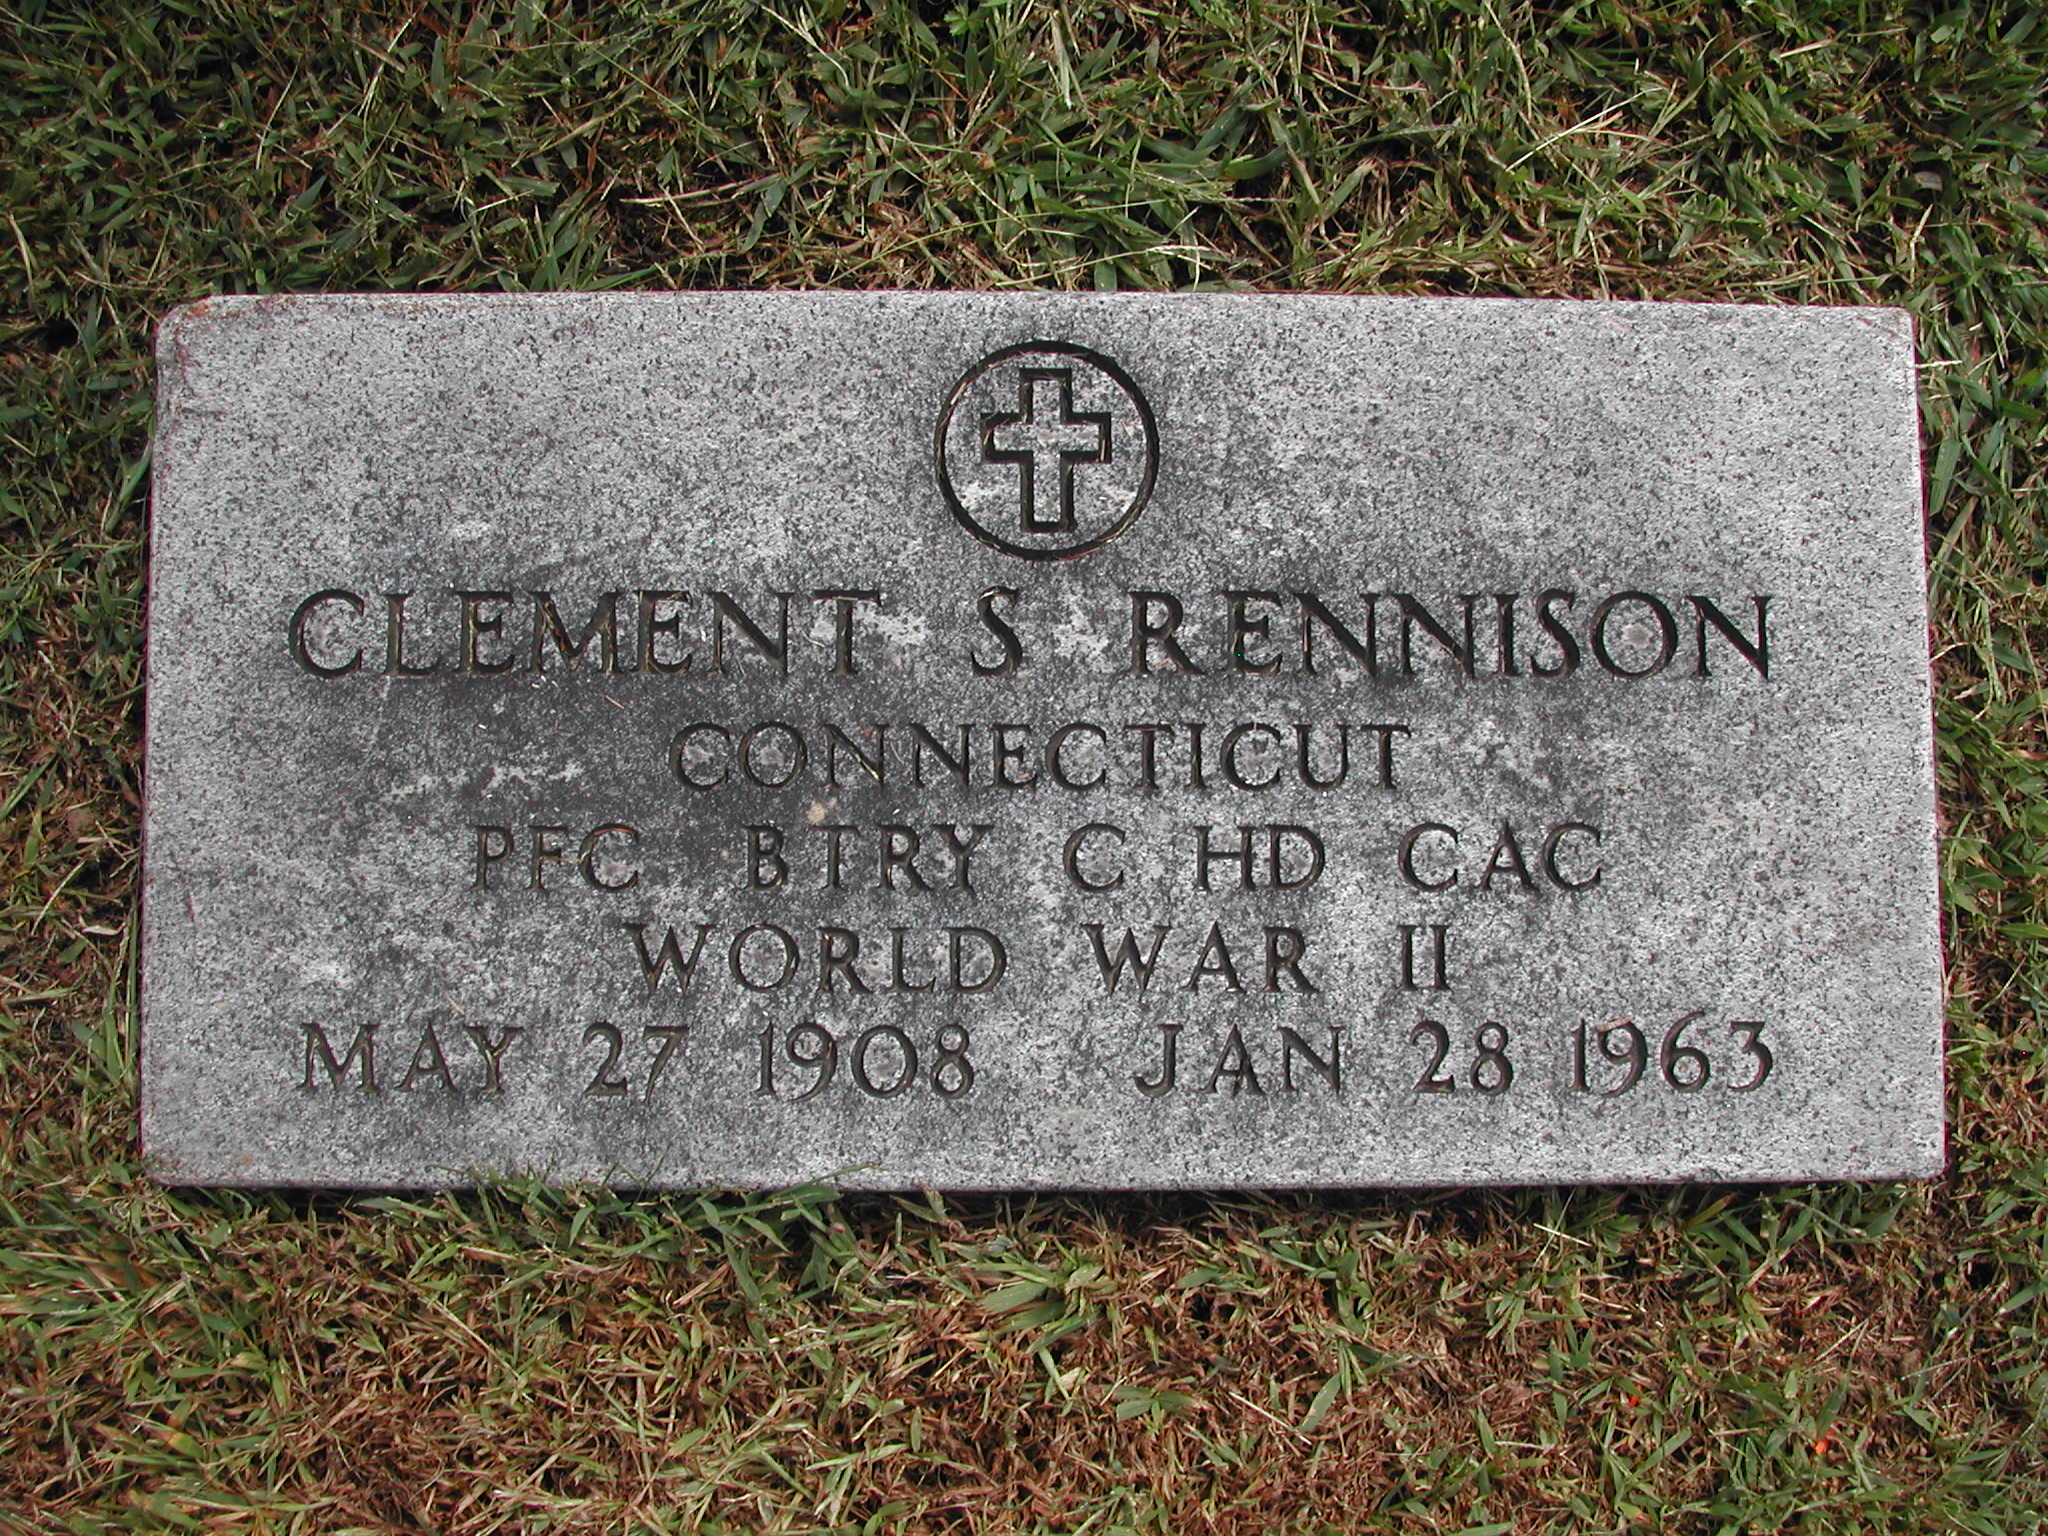 CLEMENT S RENNISON
CONNECTICUT
PFC BTRY C HD CAC
WORLD WAR II
MAY 27 1908 JAN 28 1963